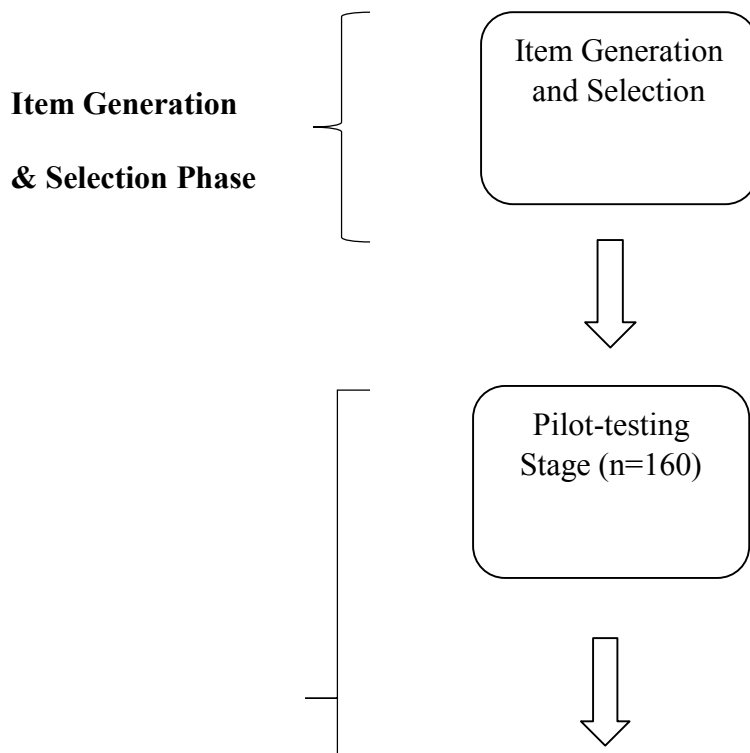 Item Generation
& Selection Phase
Item Generation
and Selection
Pilot-testing
Stage (n=160)